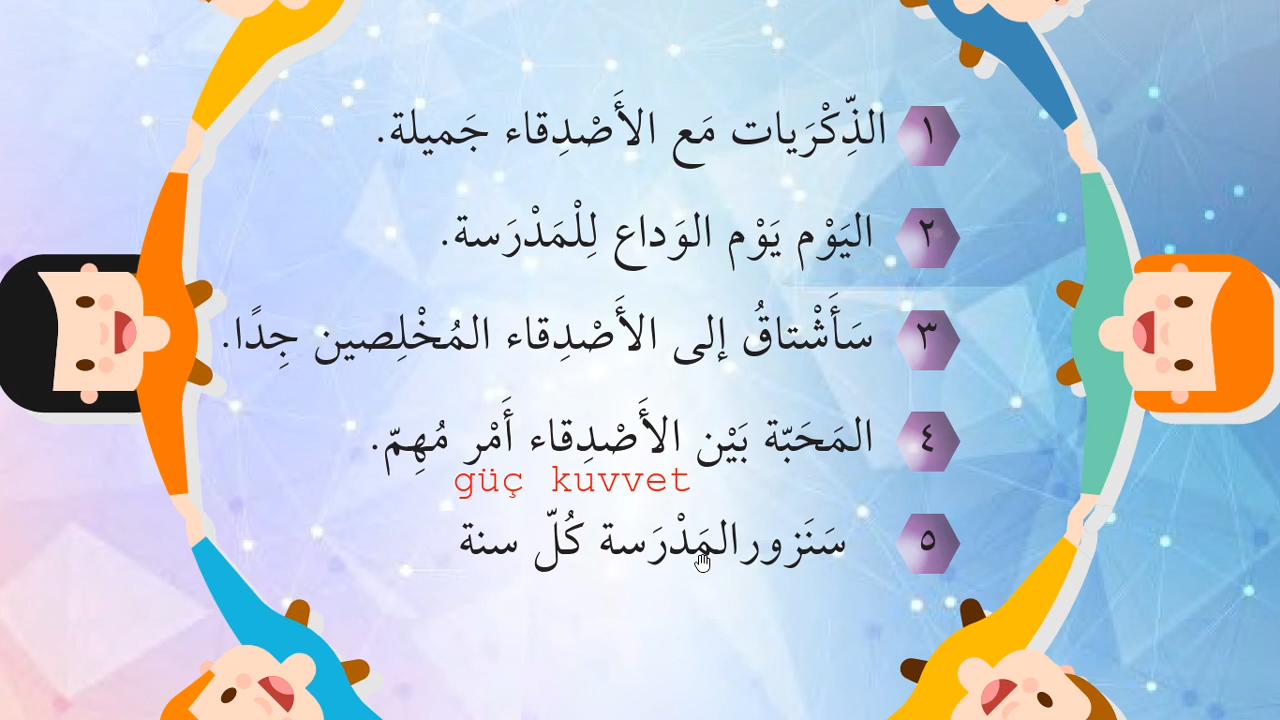 ١ الذِّكْرَيات مَع الأَصْدِقاء جَميلة.
٢ اليَوْم يَوْم الوَداع لِلْمَدْرَسة.
٣ سَأَشْتاقُ إلى الأَصْدِقاء المُخْلِصين جِدًا.
٤ المَحَبّة بَيْن الأَصْدِقاء أَمْر مُهِمّ.
güç kuvvet
٥ سَنَزورالمَدْرَسة كُلّ سنة